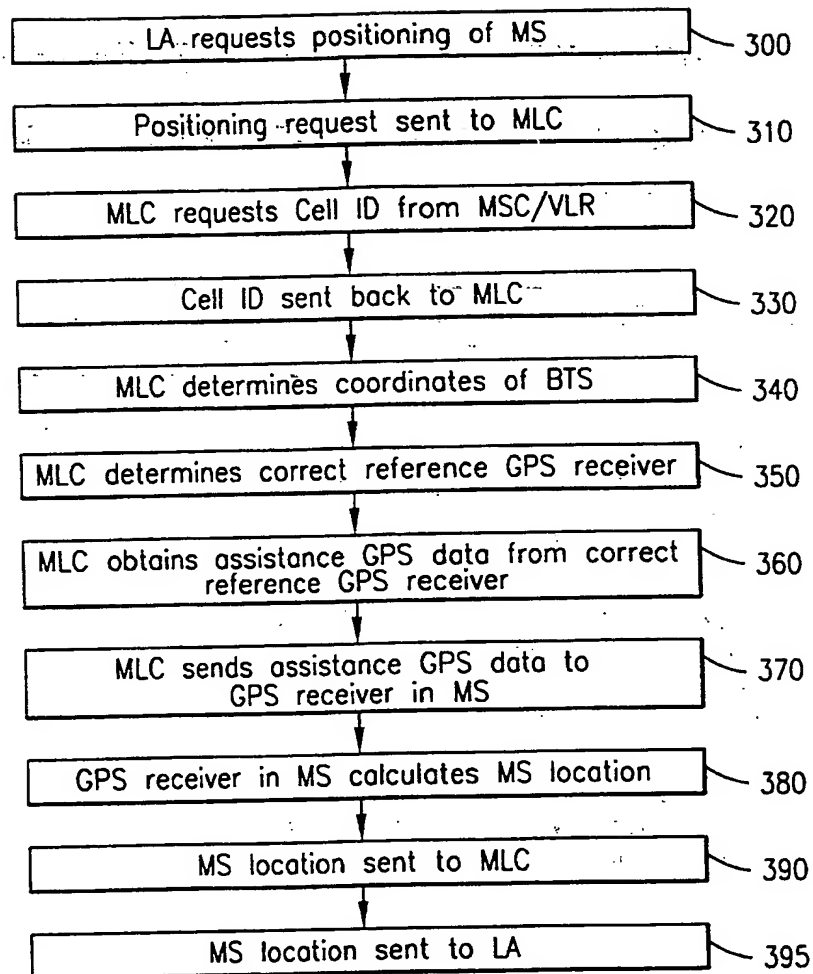 LA requests positioning of MS
300
Positioning request sent to MLC
310
MLC requests Cell ID from MSC/VLR
320
Cell ID sent back to MLC
330
MLC determines coordinates of BTS
340
MLC determines correct reference GPS receiver
350
MLC obtains assistance GPS data from correct
reference GPS receiver
360
MLC sends assistance GPS data to
GPS receiver in MS
370
GPS receiver in MS calculates MS location
380
MS location sent to MLC
390
MS location sent to LA
395